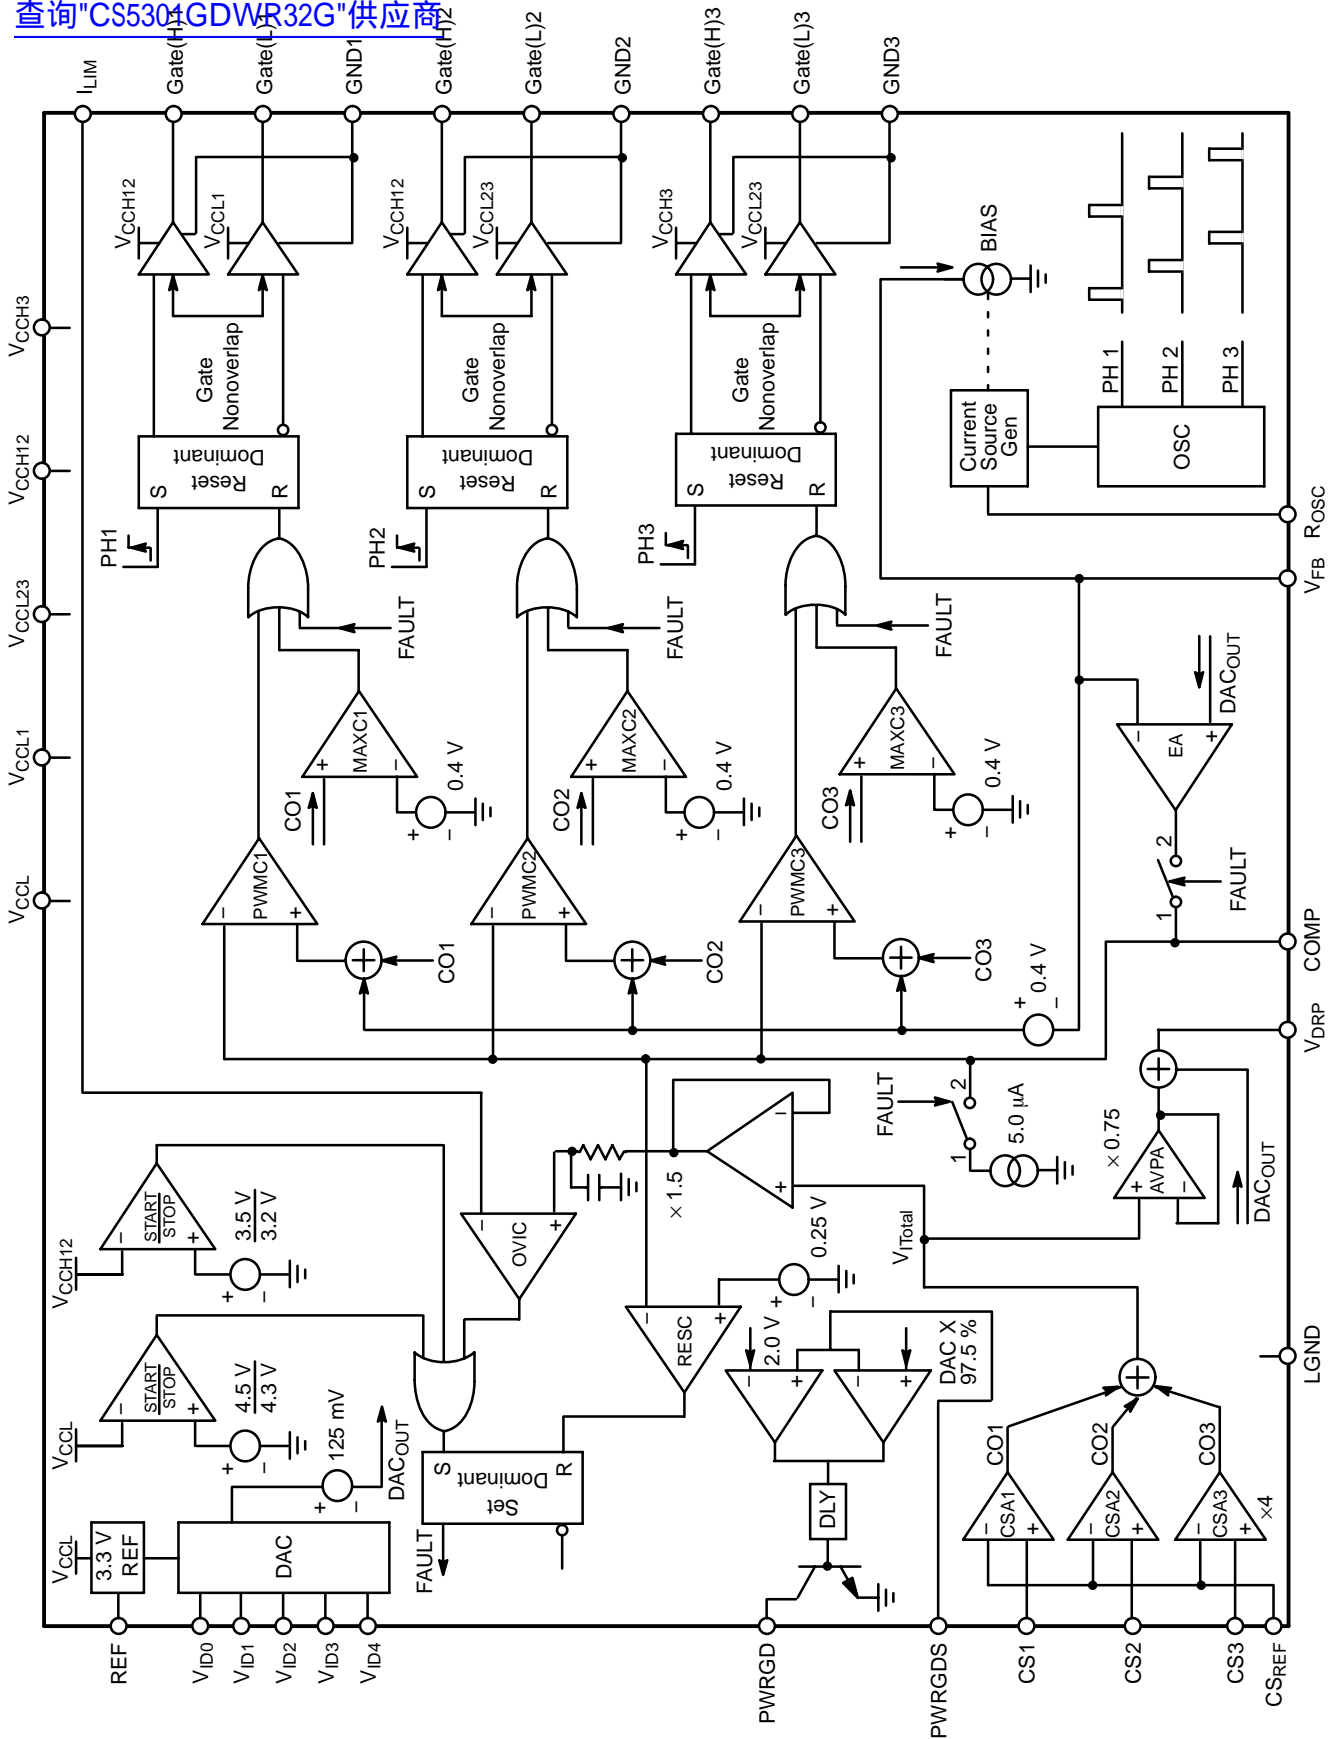 查询"CS5301GDWR32G"供应商
ILIM
Gate(H)1
Gate(L)1
GND1
Gate(H)2
Gate(L)2
GND2
Gate(H)3
Gate(L)3
GND3
VCCH3
VCCH12
VCCL23
VCCL1
VCCL
VCCH12
VCCL1
VCCH12
VCCL23
VCCH3
VCCL23
BIAS
Gate
Nonoverlap
Gate
Nonoverlap
Gate
Nonoverlap
PH 1
PH 2
PH 3
Current
Source
Gen
OSC
S
Reset
Dominant
R
S
Reset
Dominant
R
S
Reset
Dominant
R
PH1
PH2
PH3
ROSC
VFB
FAULT
FAULT
FAULT
MAXC1
+
−
MAXC2
+
−
MAXC3
+
−
CO1
CO2
CO3
0.4 V
+
−
0.4 V
+
−
0.4 V
+
−
DACOUT
−
EA
+
PWMC1
−
+
PWMC2
−
+
PWMC3
−
+
2
1
FAULT
COMP
CO1
CO2
CO3
+
0.4 V
−
VDRP
FAULT
2
1
5.0 µA
× 0.75
+
AVPA
−
DACOUT
× 1.5
−
+
VITotal
VCCH12
−
START
STOP
+
3.5 V
3.2 V
+
−
−
OVIC
+
VCCL
−
START
STOP
+
4.5 V
4.3 V
+
−
−
RESC
+
0.25 V
+
−
2.0 V
−
+
−
+
DAC X
97.5 %
LGND
125 mV
+
−
DACOUT
S
Set
Dominant
R
FAULT
VCCL
3.3 V
REF
DAC
DLY
CO1
CO2
CO3
−
CSA1
+
−
CSA2
+
−
CSA3
+
×4
REF
VID0
VID1
VID2
VID3
VID4
PWRGD
PWRGDS
CS1
CS2
CS3
CSREF